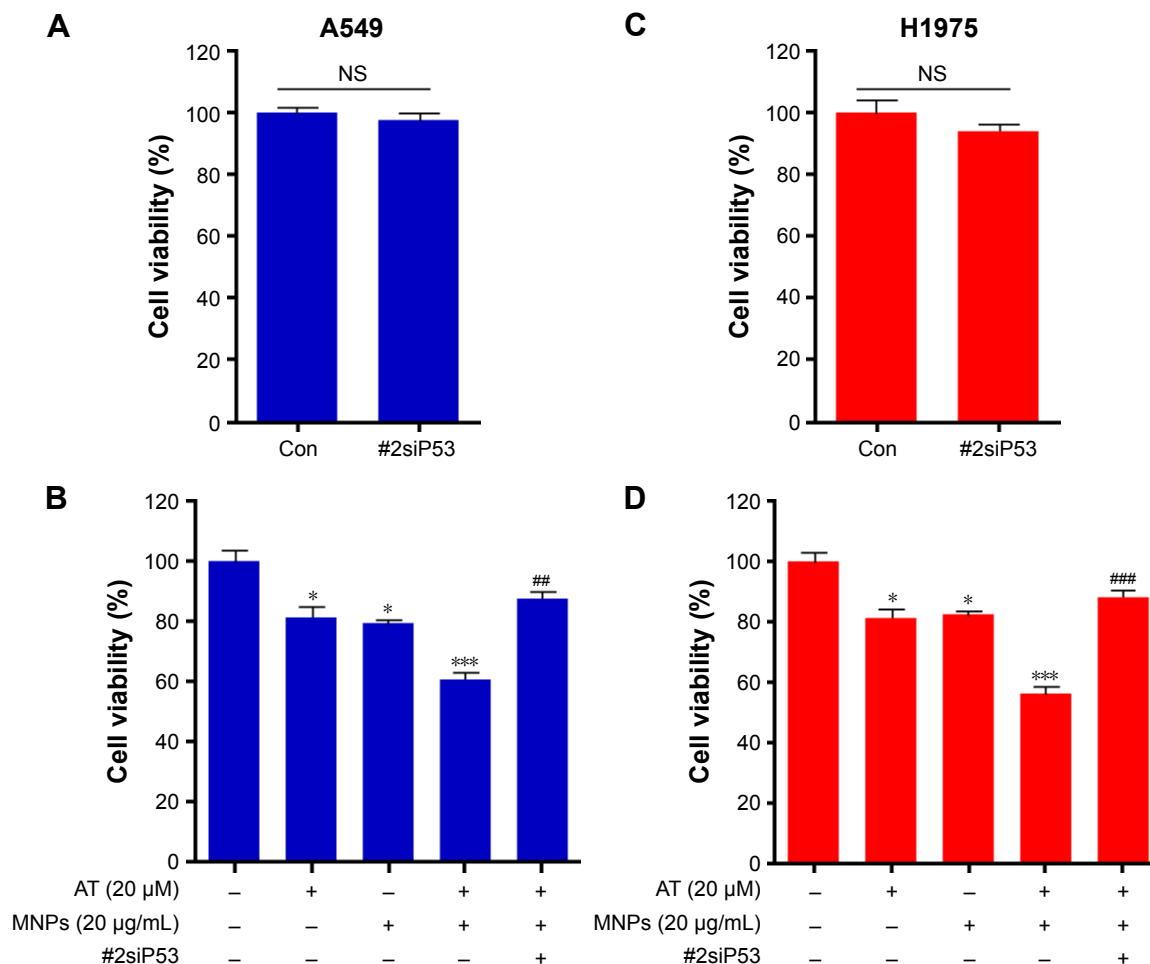 A
A549
120
100
80
60
40
20
0
Cell viability (%)
NS
Con #2siP53
C
H1975
120
100
80
60
40
20
0
Cell viability (%)
NS
Con #2siP53
B
120
100
80
60
40
20
0
Cell viability (%)
* * *** ##
AT (20 µM) – + – + +
MNPs (20 µg/mL) – – + + +
#2siP53 – – – – +
D
120
100
80
60
40
20
0
Cell viability (%)
* * *** ###
AT (20 µM) – + – + +
MNPs (20 µg/mL) – – + + +
#2siP53 – – – – +